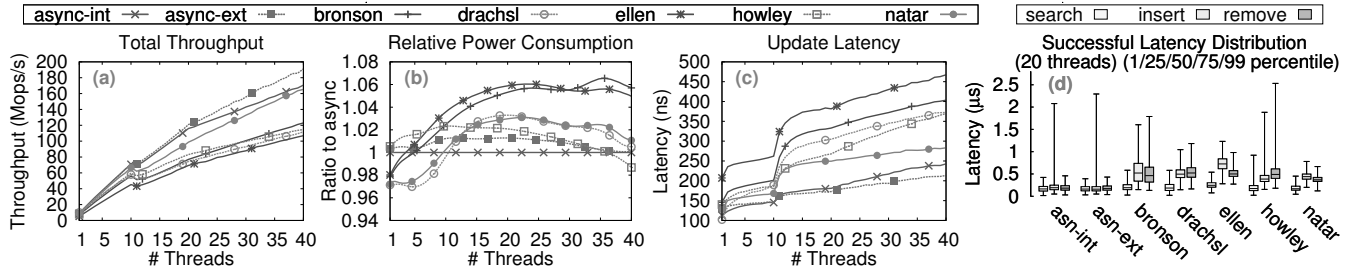 async-int async-ext bronson drachsl ellen howley natar
search insert remove
Total Throughput
(a)
Throughput (Mops/s)
200
180
160
140
120
100
80
60
40
20
0
1 5 10 15 20 25 30 35 40
# Threads
Relative Power Consumption
(b)
Ratio to async
1.08
1.06
1.04
1.02
1
0.98
0.96
0.94
1 5 10 15 20 25 30 35 40
# Threads
Update Latency
(c)
Latency (ns)
500
450
400
350
300
250
200
150
100
1 5 10 15 20 25 30 35 40
# Threads
Successful Latency Distribution
(20 threads) (1/25/50/75/99 percentile)
(d)
Latency (µs)
2.5
2
1.5
1
0.5
0
asn-int
asn-ext
bronson
drachsl
ellen
howley
natar